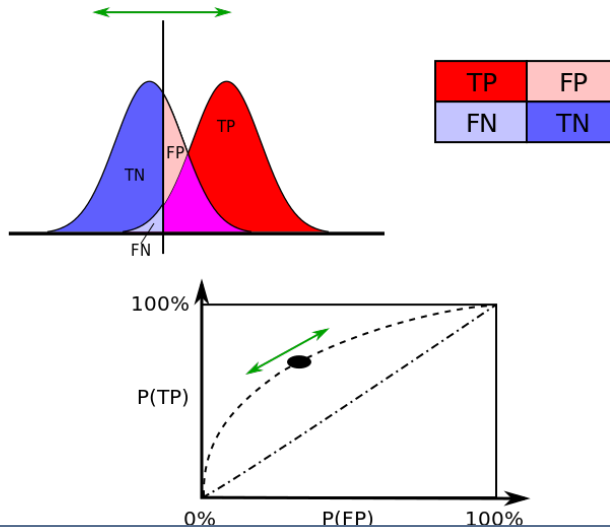 TP FP
FN TN
TN FP TP
FN
100%
P(TP)
0% P(FP) 100%